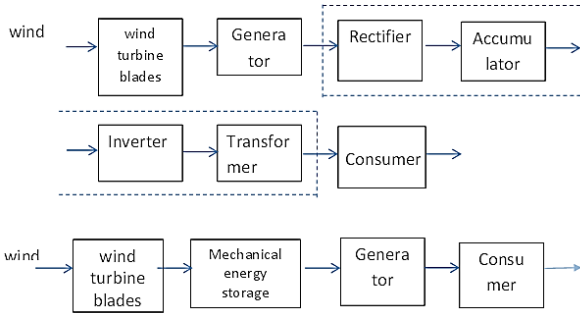 wind
wind
turbine
blades
Genera
tor
Rectifier
Accumu
lator
Inverter
Transfor
mer
Consumer
wind
wind
turbine
blades
Mechanical
energy
storage
Genera
tor
Consu
mer